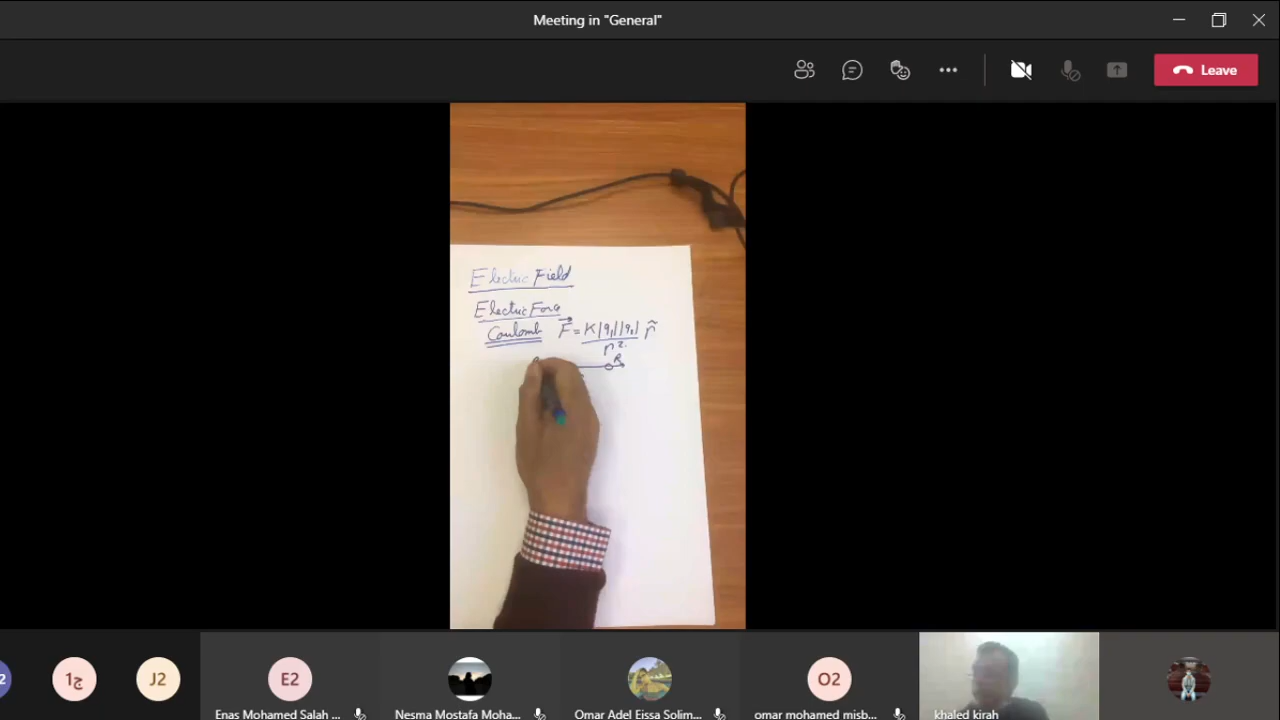 Meeting in "General"
Leave
Electric Field
Electric Force
Coulomb F = K|q1||q2| r̂
r²
1ج
J2
E2
O2
Enas Mohamed Salah ...
Nesma Mostafa Moha...
Omar Adel Eissa Solim...
omar mohamed misb...
khaled kirah